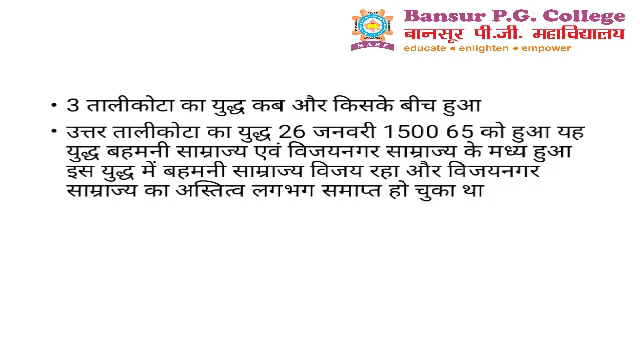 Bansur P.G. College
बानसूर पी.जी. महाविद्यालय
educate • enlighten • empower
• 3 तालीकोटा का युद्ध कब और किसके बीच हुआ
• उत्तर तालीकोटा का युद्ध 26 जनवरी 1500 65 को हुआ यह
युद्ध बहमनी साम्राज्य एवं विजयनगर साम्राज्य के मध्य हुआ
इस युद्ध में बहमनी साम्राज्य विजय रहा और विजयनगर
साम्राज्य का अस्तित्व लगभग समाप्त हो चुका था